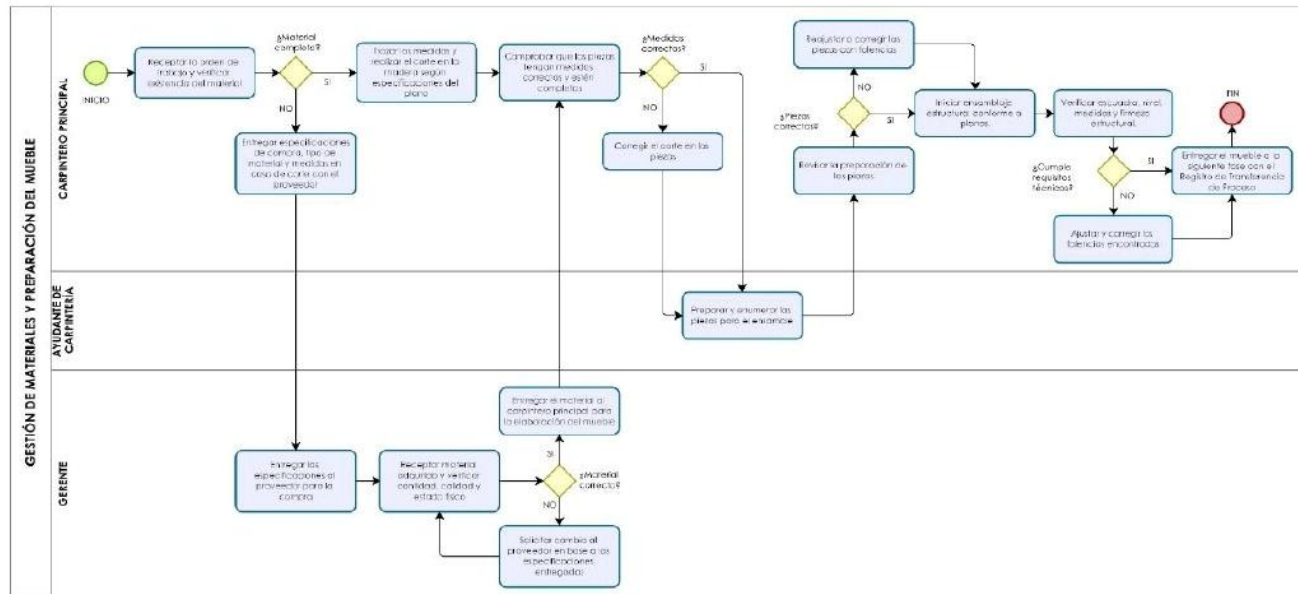 GESTIÓN DE MATERIALES Y PREPARACIÓN DEL MUEBLE
CARPINTERO PRINCIPAL
INICIO
Receptar la orden de
trabajo y verificar
existencia del material
¿Material
completo?
SI
NO
Trazar las medidas y
realizar el corte en la
madera según
especificaciones del
plano
Entregar especificaciones
de compra, tipo de
material y medidas en
caso de corte con el
proveedor
Comprobar que las piezas
tengan medidas
correctas y estén
completas
¿Medidas
correctas?
SI
NO
Corregir el corte en las
piezas
Reajustar o corregir las
piezas con falencias
NO
¿Piezas
correctas?
SI
Revisar la preparación de
las piezas
Iniciar ensamblaje
estructural conforme a
planos.
Verificar escuadra, nivel,
medidas y firmeza
estructural.
¿Cumple
requisitos
técnicos?
SI
NO
Ajustar y corregir las
falencias encontradas
Entregar el mueble a la
siguiente fase con el
Registro de Transferencia
de Proceso
FIN
AYUDANTE DE
CARPINTERÍA
Preparar y enumerar las
piezas para el ensamble
GERENTE
Entregar las
especificaciones al
proveedor para la
compra
Receptar material
adquirido y verificar
cantidad, calidad y
estado físico
Entregar el material al
carpintero principal para
la elaboración del mueble
SI
¿Material
correcto?
NO
Solicitar cambio al
proveedor en base a las
especificaciones
entregadas